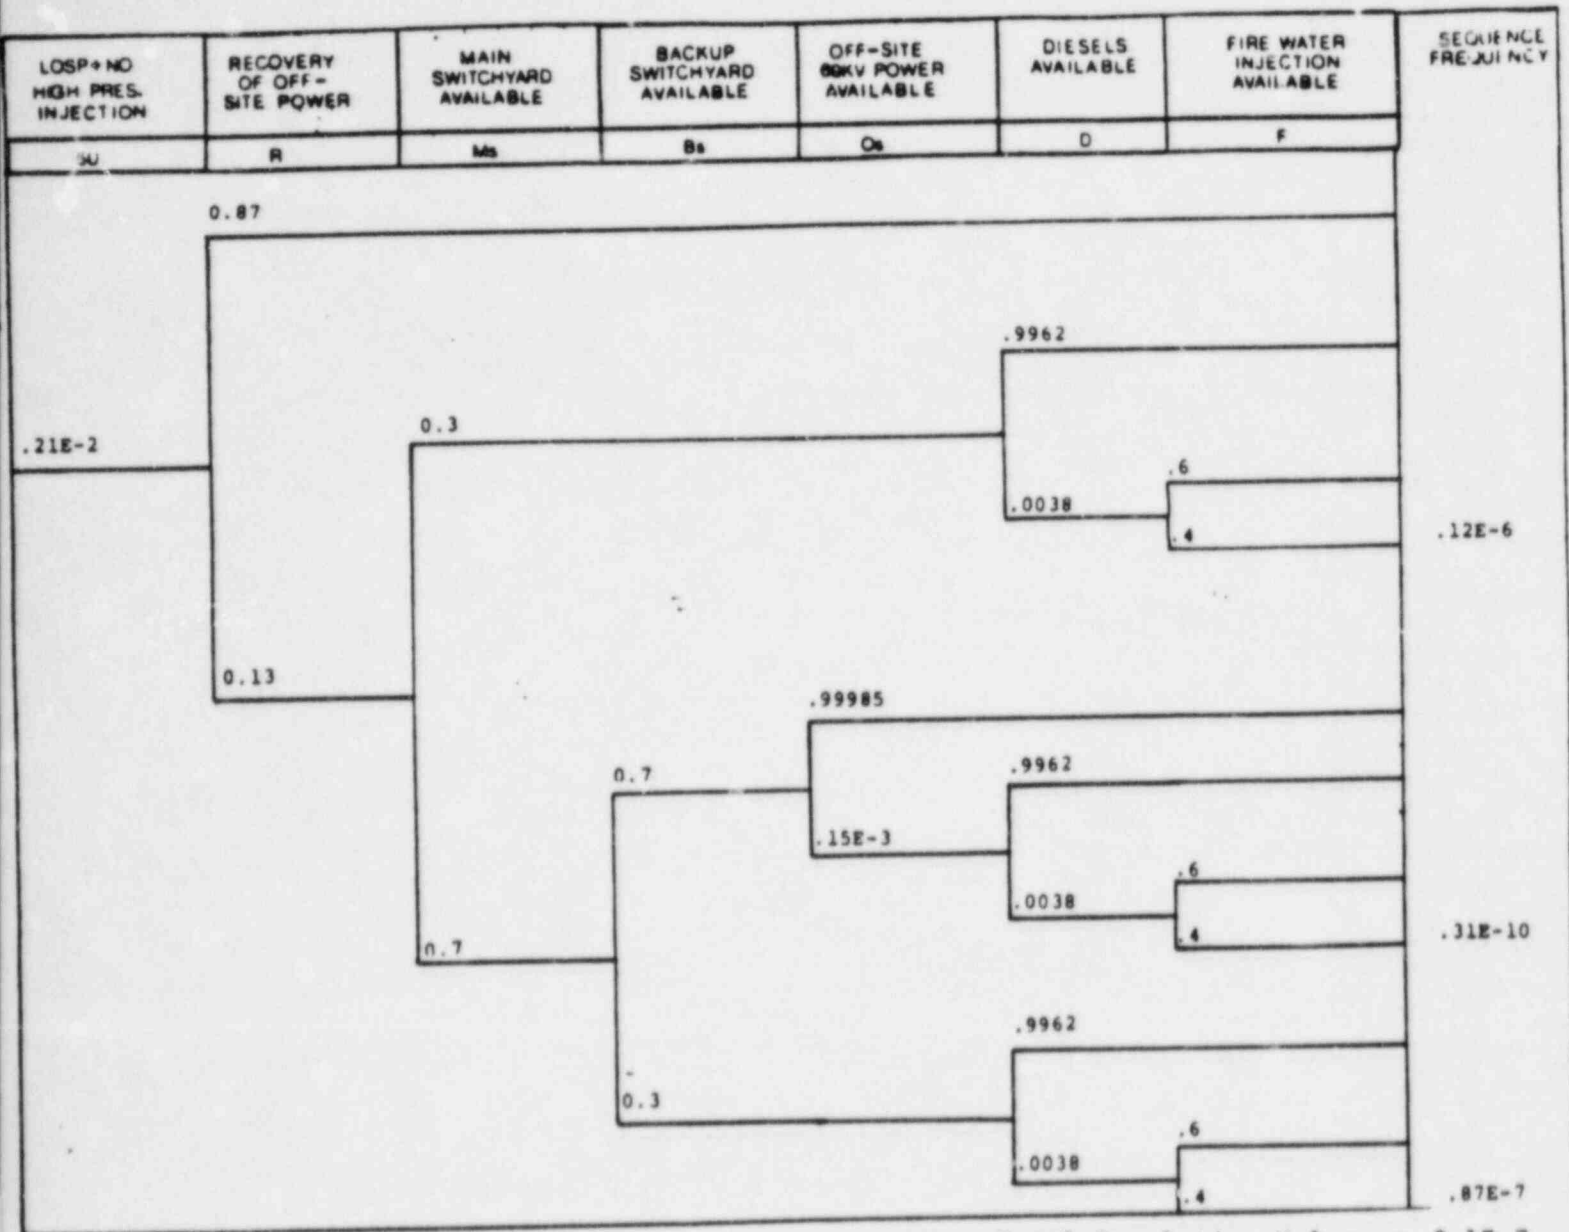 LOSP+NO
HIGH PRES.
INJECTION
RECOVERY
OF OFF-
SITE POWER
MAIN
SWITCHYARD
AVAILABLE
BACKUP
SWITCHYARD
AVAILABLE
OFF-SITE
KV POWER
AVAILABLE
DIESELS
AVAILABLE
FIRE WATER
INJECTION
AVAILABLE
SEQUENCE
FREQUENCY
R
Ms
Bs
Os
D
F
0.87
.9962
0.3
.21E-2
.6
.0038
.4
.12E-6
0.13
.99985
.9962
0.7
.15E-3
.6
.0038
.4
.31E-10
0.7
.9962
0.3
.6
.0038
.4
.87E-7